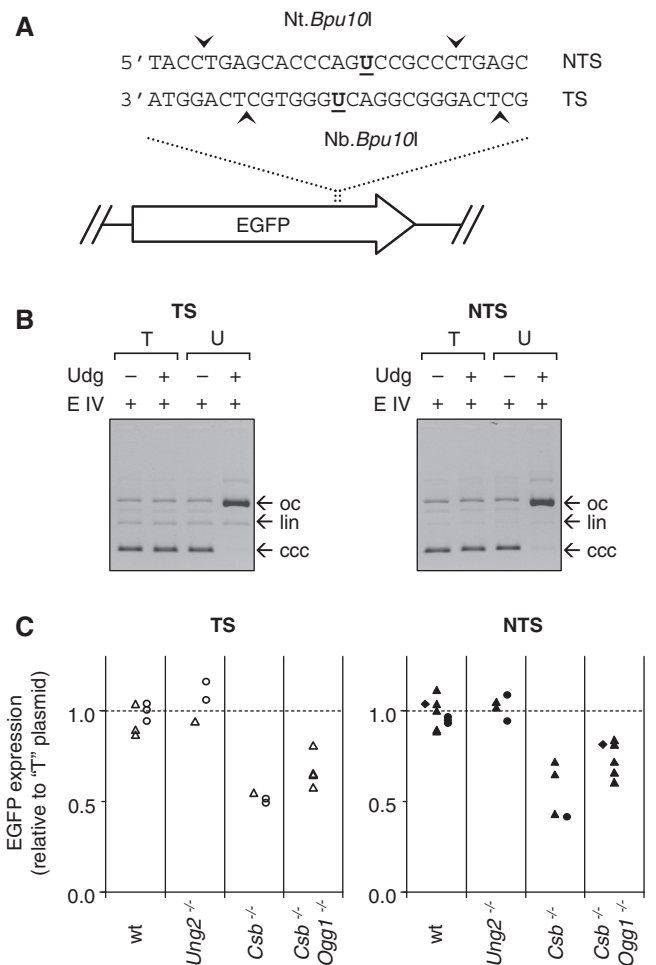 A
Nt.Bpu10I
5'TACCTGAGCACCCAGUCCGCCCTGAGC NTS
3'ATGGACTCGTGGGUCAGGCGGGACTCG TS
Nb.Bpu10I
EGFP
B
TS
T U
Udg – + – +
E IV + + + +
oc
lin
ccc
NTS
T U
Udg – + – +
E IV + + + +
oc
lin
ccc
C
TS
NTS
EGFP expression
(relative to "T" plasmid)
1.0
0.5
0.0
wt
Ung2 -/-
Csb -/-
Csb -/-
Ogg1 -/-
1.0
0.5
0.0
wt
Ung2 -/-
Csb -/-
Csb -/-
Ogg1 -/-